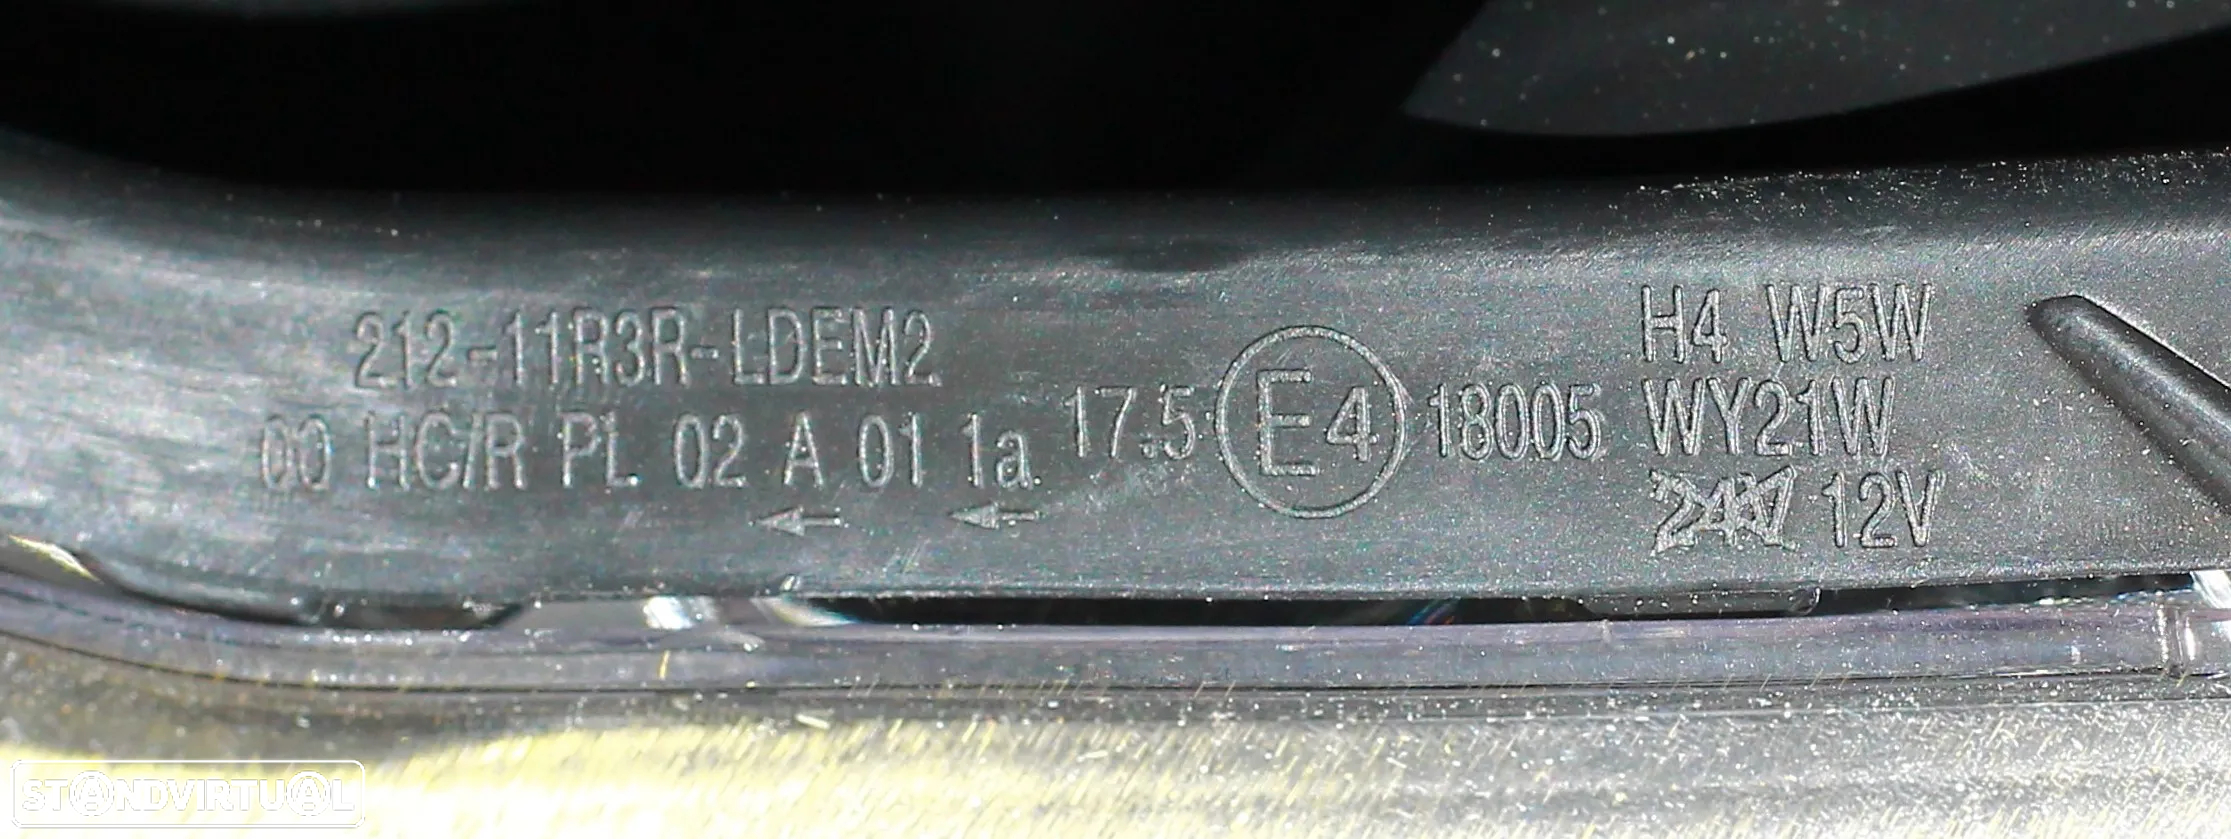 212-11R3R-LDEM2
00 HC/R PL 02 A 01 1a
← ←
17.5 E4 18005
H4 W5W
WY21W
24V 12V
STANDVIRTUAL